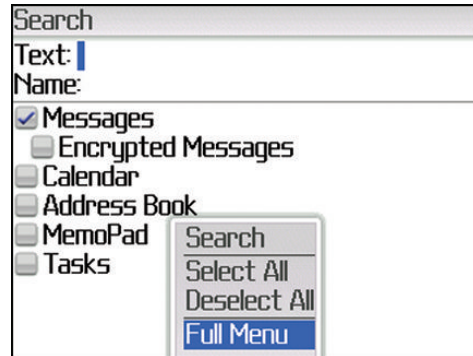 Search
Text:
Name:
Messages
Encrypted Messages
Calendar
Address Book
MemoPad
Tasks
Search
Select All
Deselect All
Full Menu